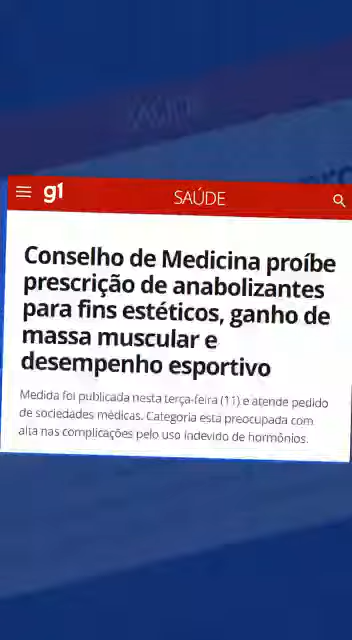 g1 SAÚDE
Conselho de Medicina proíbe
prescrição de anabolizantes
para fins estéticos, ganho de
massa muscular e
desempenho esportivo
Medida foi publicada nesta terça-feira (11) e atende pedido
de sociedades médicas. Categoria está preocupada com
alta nas complicações pelo uso indevido de hormônios.